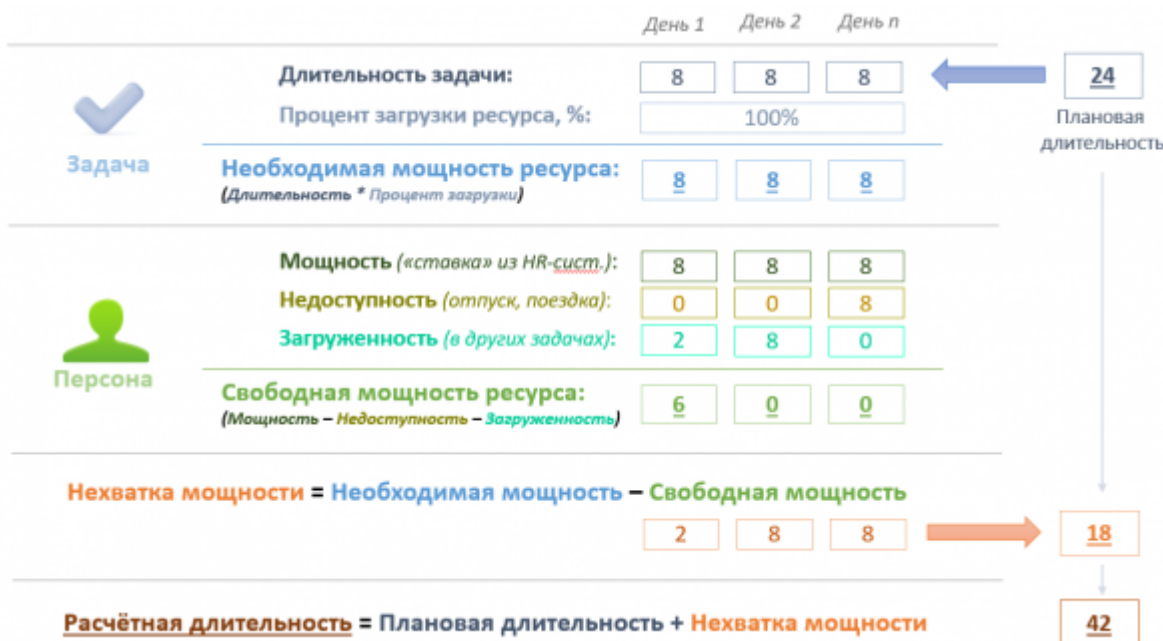 День 1 День 2 День n
Длительность задачи: 8 8 8 24
Процент загрузки ресурса, %: 100% Плановая
длительность
Задача
Необходимая мощность ресурса: 8 8 8
(Длительность * Процент загрузки)
Мощность («ставка» из HR-сист.): 8 8 8
Недоступность (отпуск, поездка): 0 0 8
Загруженность (в других задачах): 2 8 0
Персона
Свободная мощность ресурса: 6 0 0
(Мощность – Недоступность – Загруженность)
Нехватка мощности = Необходимая мощность – Свободная мощность
2 8 8 18
Расчётная длительность = Плановая длительность + Нехватка мощности 42